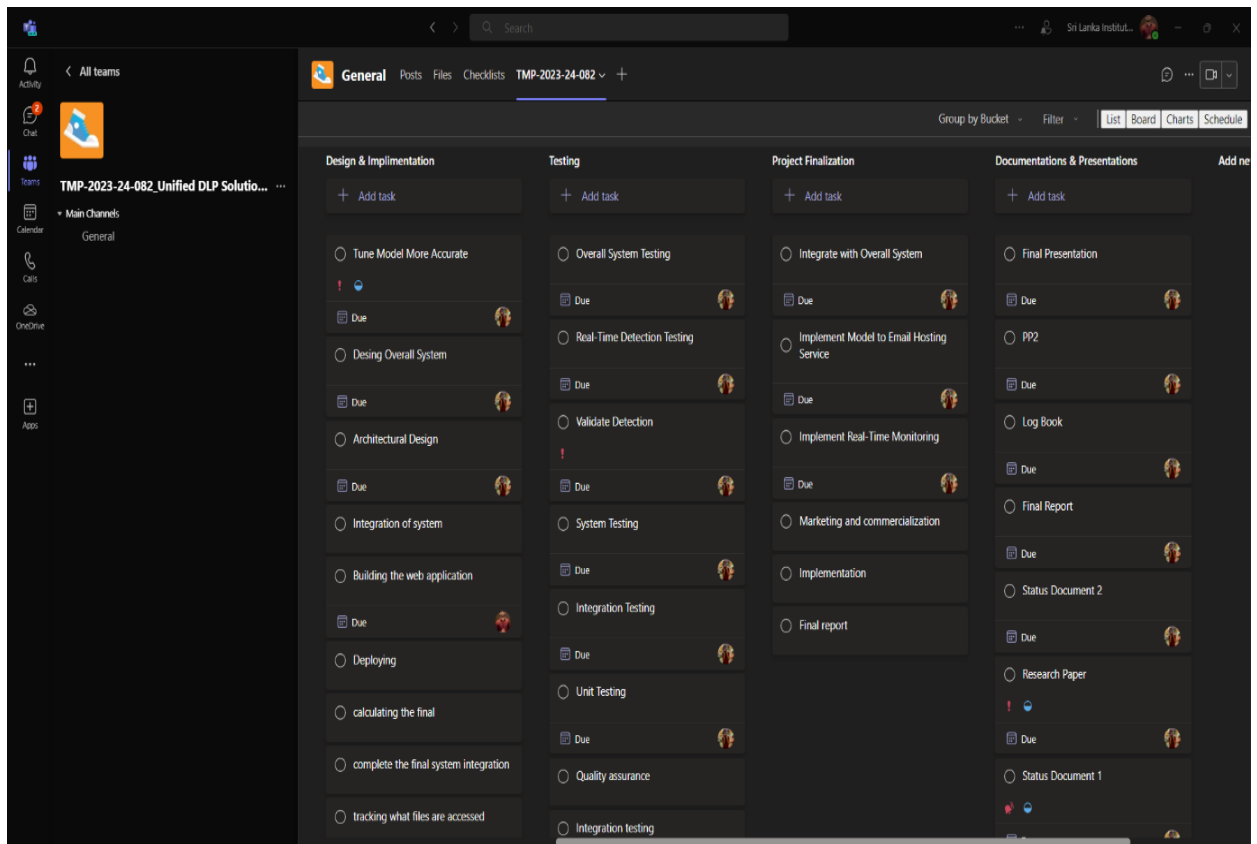 Search
Sri Lanka Institut...
Activity
Chat
2
Teams
Calendar
Calls
OneDrive
Apps
All teams
TMP-2023-24-082_Unified DLP Solutio...
Main Channels
General
General
Posts
Files
Checklists
TMP-2023-24-082
Group by Bucket
Filter
List
Board
Charts
Schedule
Design & Implimentation
Add task
Tune Model More Accurate
Due
Desing Overall System
Due
Architectural Design
Due
Integration of system
Building the web application
Due
Deploying
calculating the final
complete the final system integration
tracking what files are accessed
Testing
Add task
Overall System Testing
Due
Real-Time Detection Testing
Due
Validate Detection
Due
System Testing
Due
Integration Testing
Due
Unit Testing
Due
Quality assurance
Integration testing
Project Finalization
Add task
Integrate with Overall System
Due
Implement Model to Email Hosting
Service
Due
Implement Real-Time Monitoring
Due
Marketing and commercialization
Implementation
Final report
Documentations & Presentations
Add task
Final Presentation
Due
PP2
Due
Log Book
Due
Final Report
Due
Status Document 2
Due
Research Paper
Due
Status Document 1
Add ne